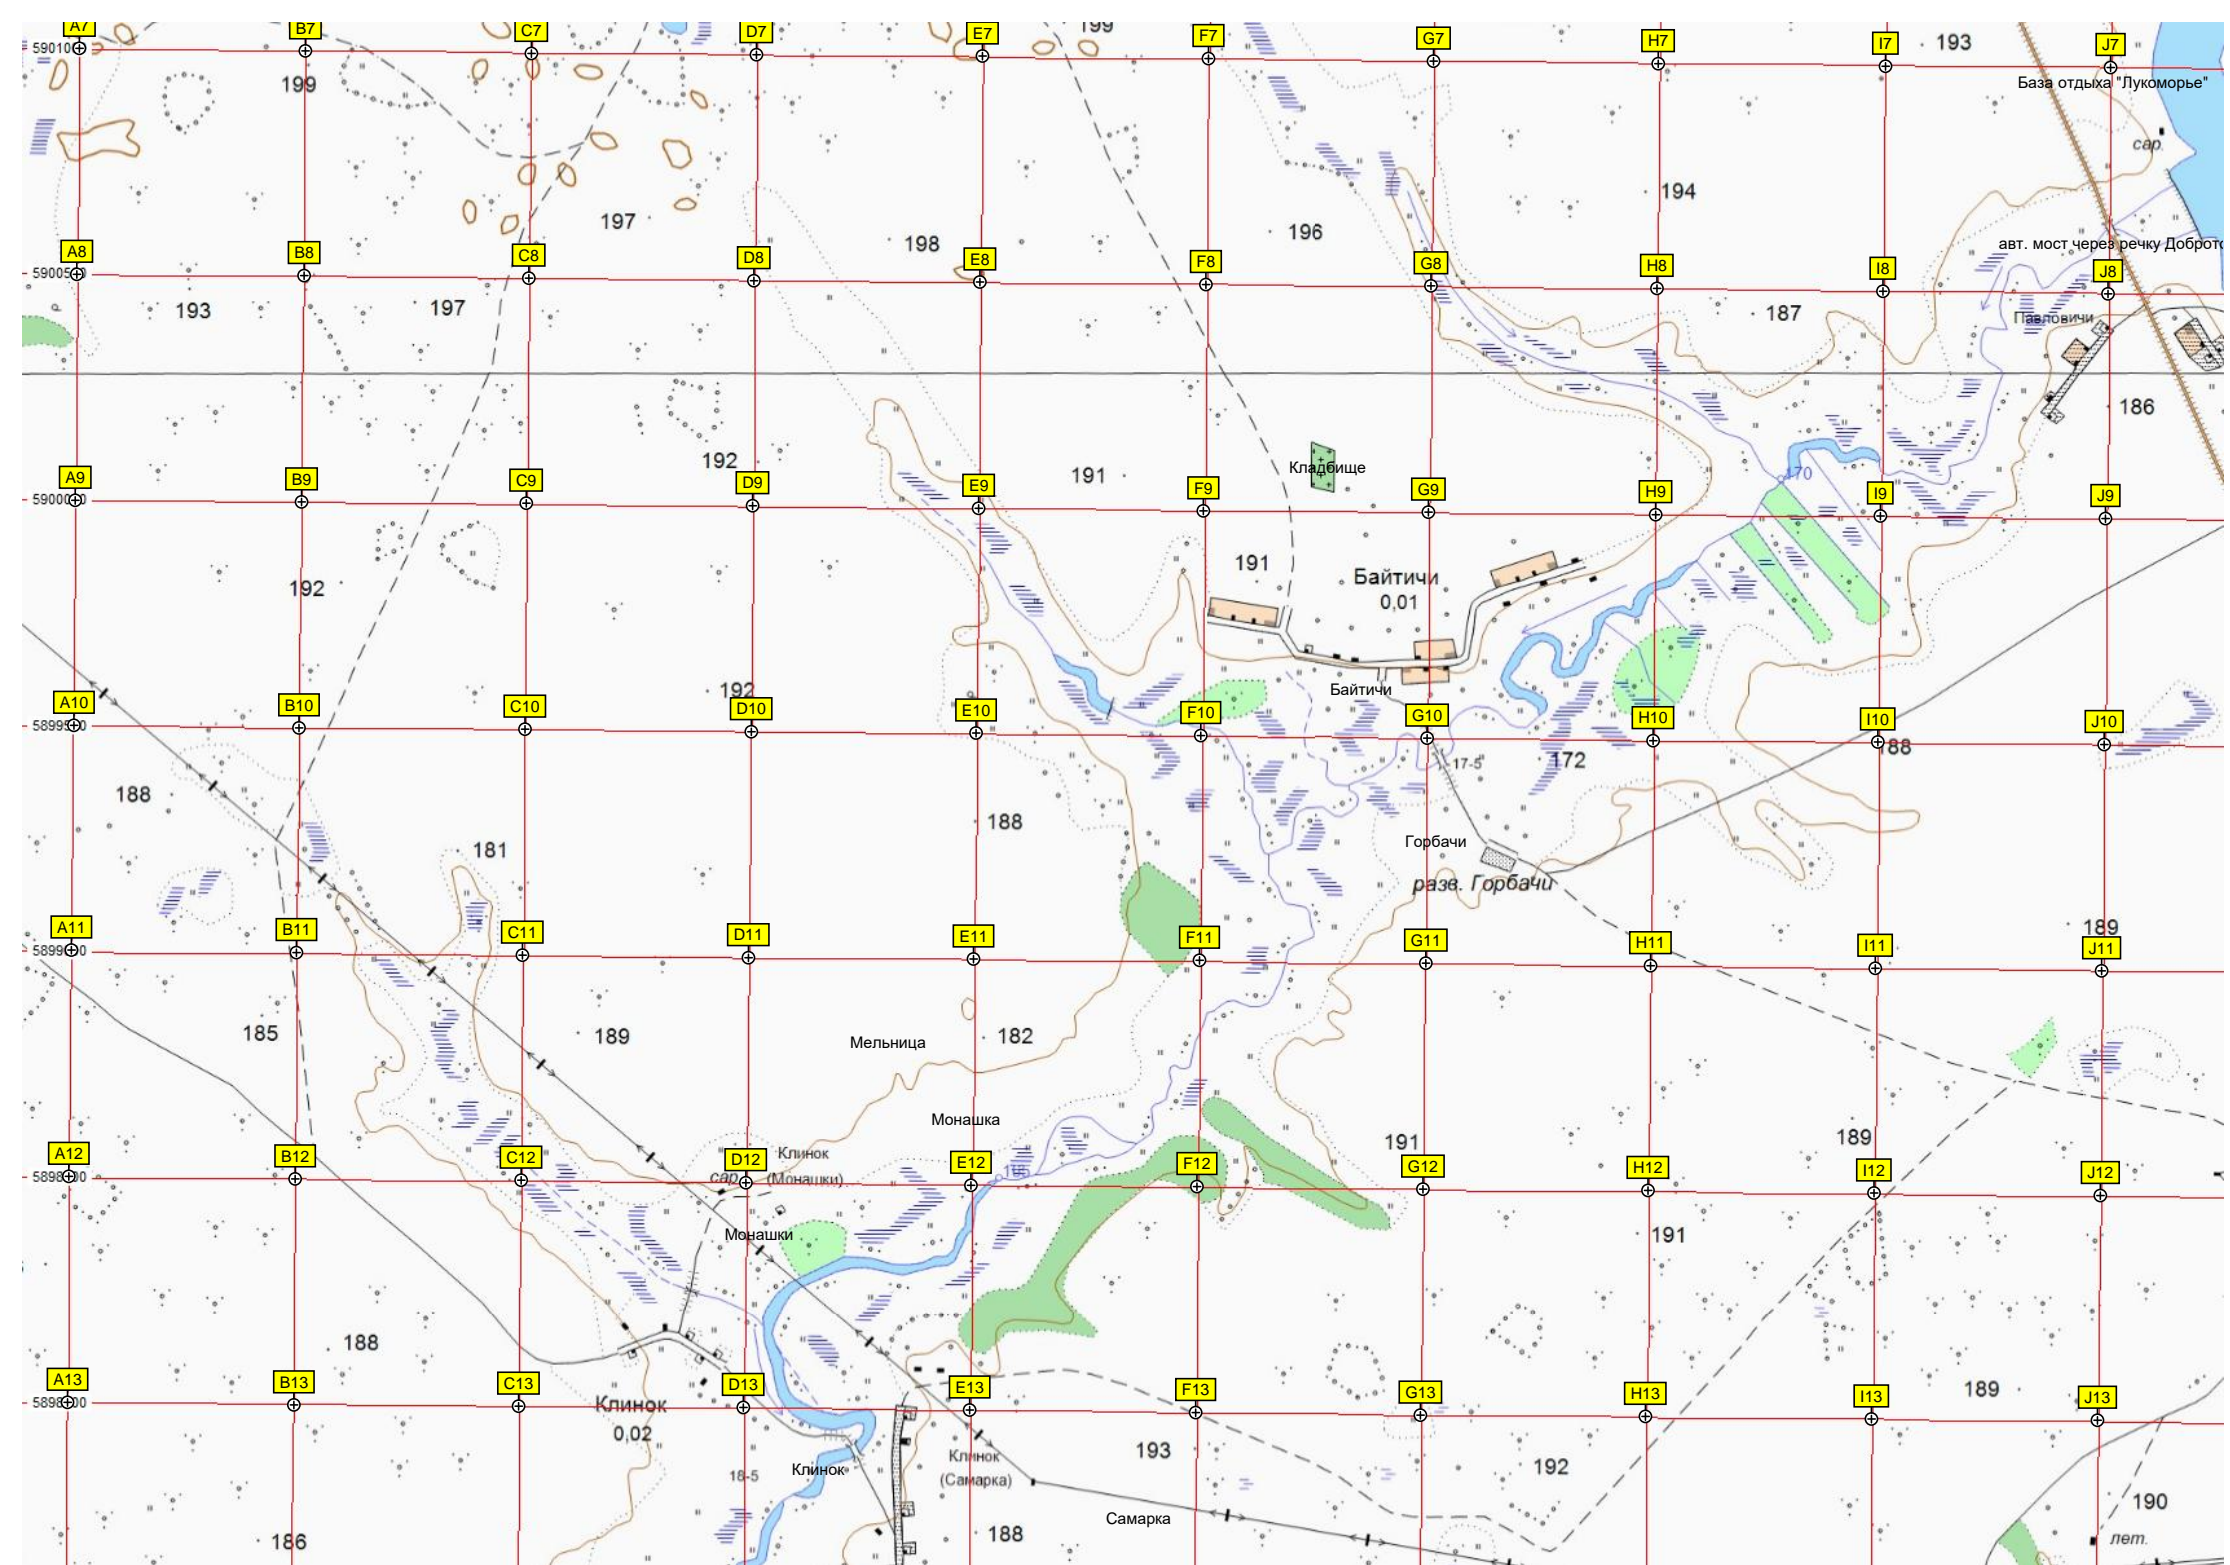 A7 B7 C7 D7 E7 199 F7 G7 H7 I7 193 J7
59010
199
База отдыха "Лукоморье"
сар.
194
197
196
198
авт. мост через речку
A8 B8 C8 D8 E8 F8 G8 H8 I8 J8
193 197 187
Павловичи
186
192 191
Кладбище
170
A9 B9 C9 D9 E9 F9 G9 H9 I9 J9
191
Байтичи
0,01
192
192
Байтичи
A10 B10 C10 D10 E10 F10 G10 H10 I10 J10
188
17-5
172
188
188
181
Горбачи
разв. Горбачи
189
A11 B11 C11 D11 E11 F11 G11 H11 I11 J11
185 189 182
Мельница
Монашка
191 189
Клинок
(Монашки)
сар.
A12 B12 C12 D12 E12 F12 G12 H12 I12 J12
Монашки
191
188
A13 B13 C13 D13 E13 F13 G13 H13 I13 189 J13
Клинок
0,02
193
Клинок
(Самарка)
18-5
Клинок
192
190
Самарка
186 188
лет.